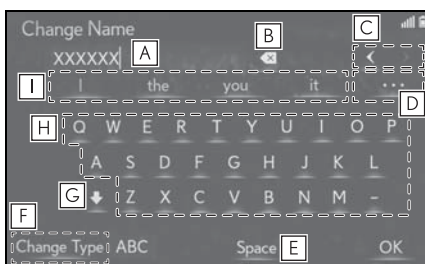 Change Name
C
XXXXXX A B <
I I the you it ...
D
H Q W E R T Y U I O P
A S D F G H J K L
G Z X C V B N M -
F
Change Type ABC Space E OK